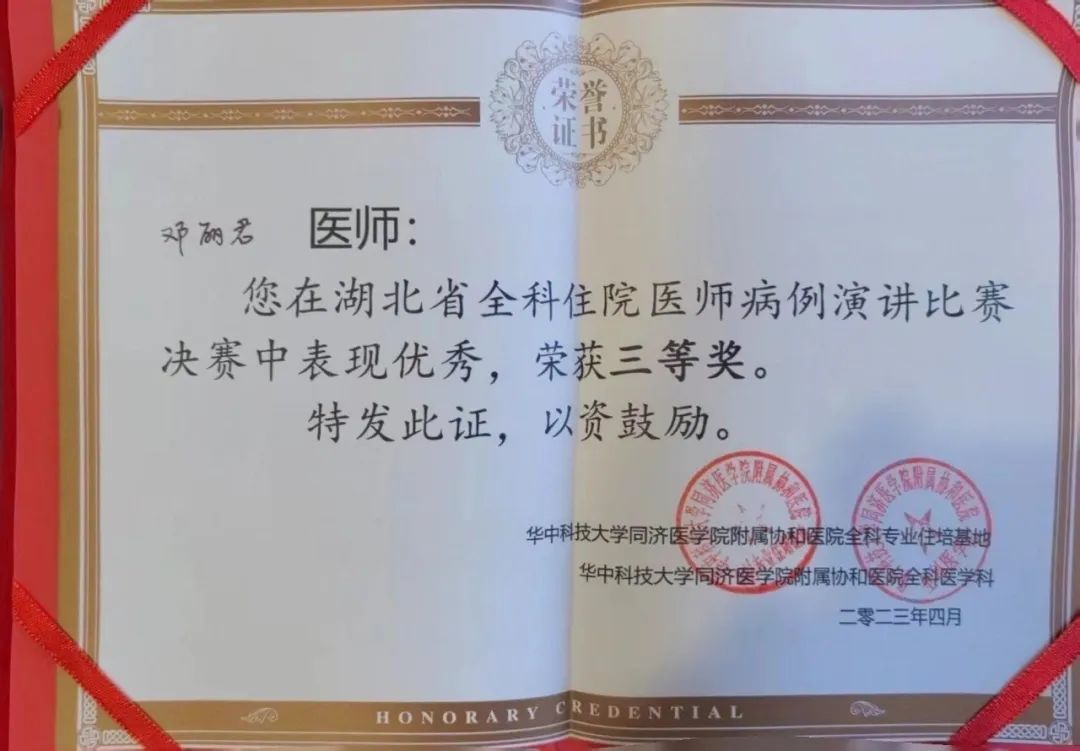 荣誉
证书
邓丽君 医师：
您在湖北省全科住院医师病例演讲比赛
决赛中表现优秀，荣获三等奖。
特发此证，以资鼓励。
华中科技大学同济医学院附属协和医院全科专业住培基地
华中科技大学同济医学院附属协和医院全科医学科
二零二三年四月
HONORARY CREDENTIAL